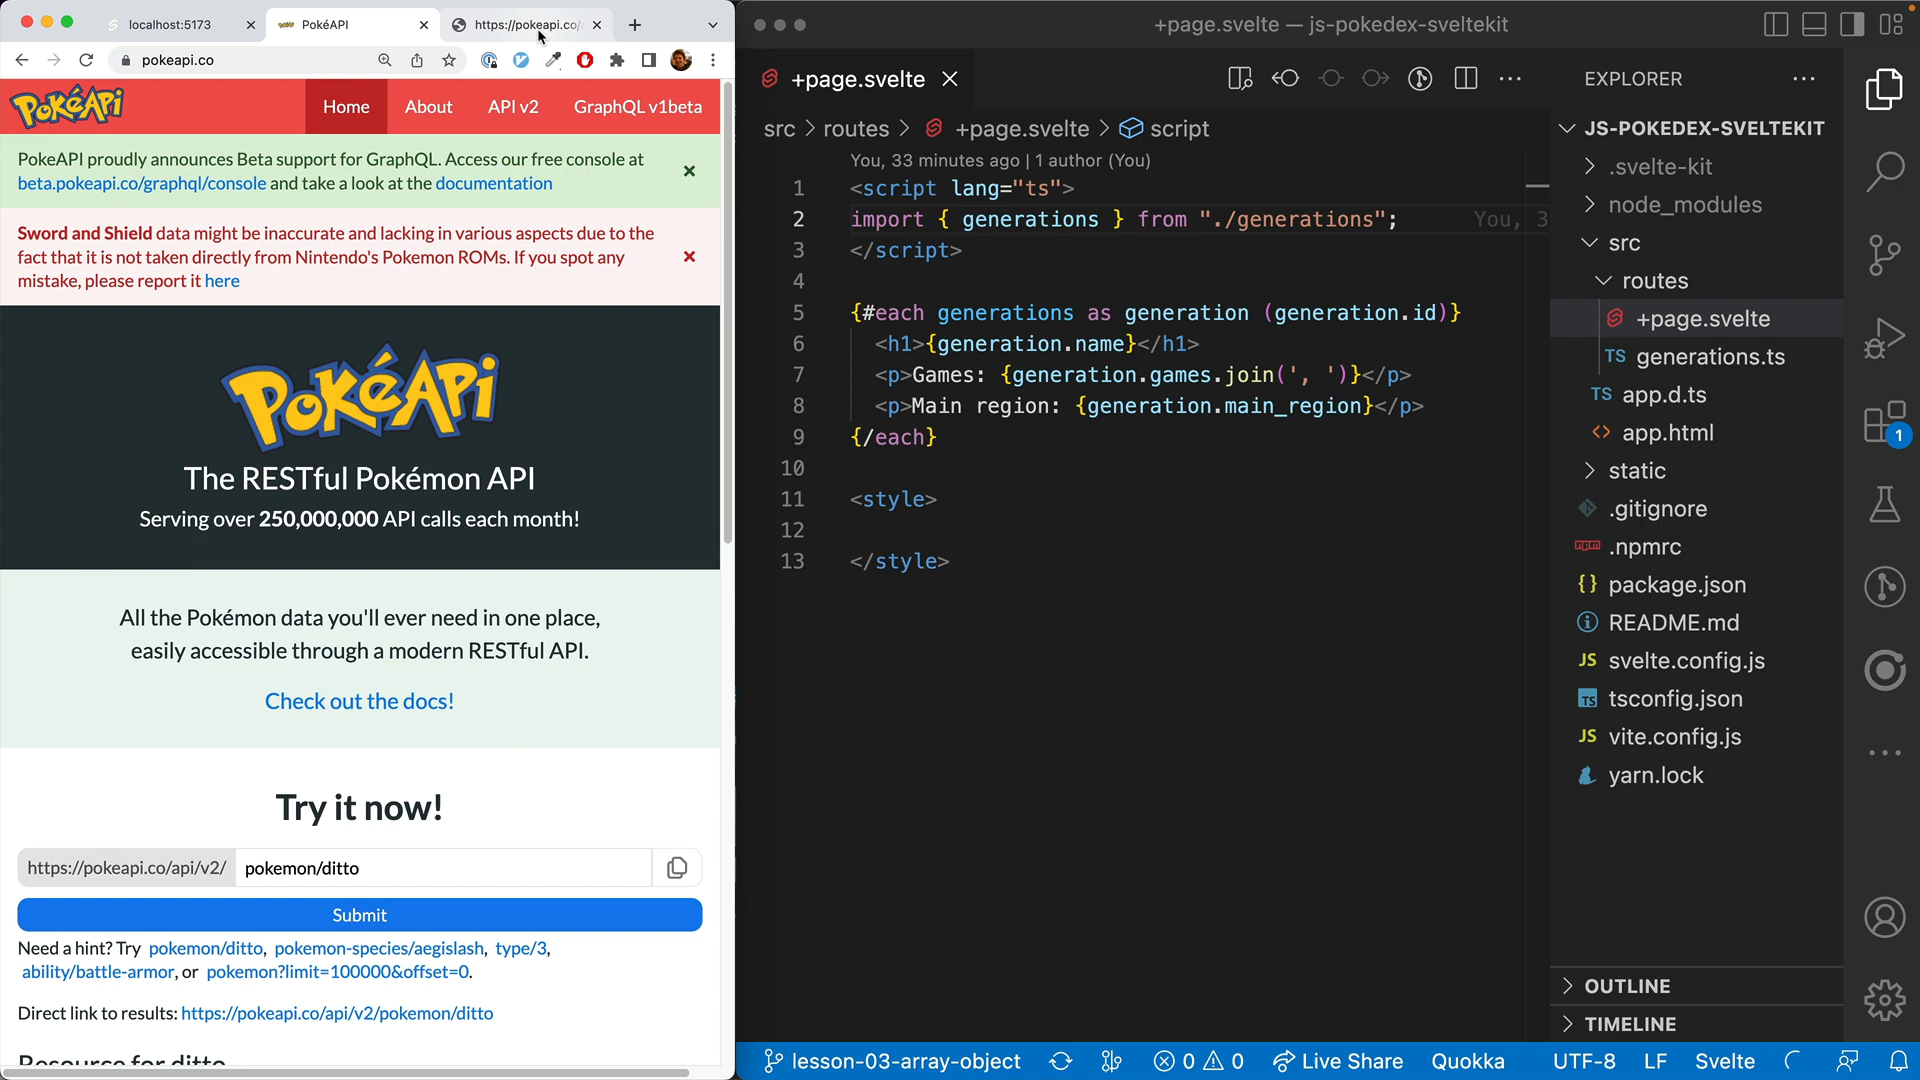 localhost:5173
PokéAPI
https://pokeapi.co/
pokeapi.co
PokéAPI
Home
About
API v2
GraphQL v1beta
PokeAPI proudly announces Beta support for GraphQL. Access our free console at
beta.pokeapi.co/graphql/console and take a look at the documentation
Sword and Shield data might be inaccurate and lacking in various aspects due to the
fact that it is not taken directly from Nintendo's Pokemon ROMs. If you spot any
mistake, please report it here
PokéAPI
The RESTful Pokémon API
Serving over 250,000,000 API calls each month!
All the Pokémon data you'll ever need in one place,
easily accessible through a modern RESTful API.
Check out the docs!
Try it now!
https://pokeapi.co/api/v2/
pokemon/ditto
Submit
Need a hint? Try pokemon/ditto, pokemon-species/aegislash, type/3,
ability/battle-armor, or pokemon?limit=100000&offset=0.
Direct link to results: https://pokeapi.co/api/v2/pokemon/ditto
Resource for ditto
+page.svelte — js-pokedex-sveltekit
+page.svelte
src > routes > +page.svelte > script
You, 33 minutes ago | 1 author (You)
1 <script lang="ts">
2 import { generations } from "./generations"; You, 3
3 </script>
4
5 {#each generations as generation (generation.id)}
6 <h1>{generation.name}</h1>
7 <p>Games: {generation.games.join(', ')}</p>
8 <p>Main region: {generation.main_region}</p>
9 {/each}
10
11 <style>
12
13 </style>
EXPLORER
JS-POKEDEX-SVELTEKIT
.svelte-kit
node_modules
src
routes
+page.svelte
TS generations.ts
TS app.d.ts
<> app.html
static
.gitignore
.npmrc
{} package.json
README.md
JS svelte.config.js
TS tsconfig.json
JS vite.config.js
yarn.lock
OUTLINE
TIMELINE
1
lesson-03-array-object
0
0
Live Share
Quokka
UTF-8
LF
Svelte